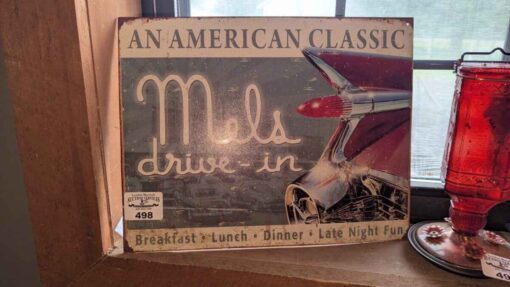 AN AMERICAN CLASSIC
Mels
drive-in
498
Breakfast • Lunch • Dinner • Late Night Fun